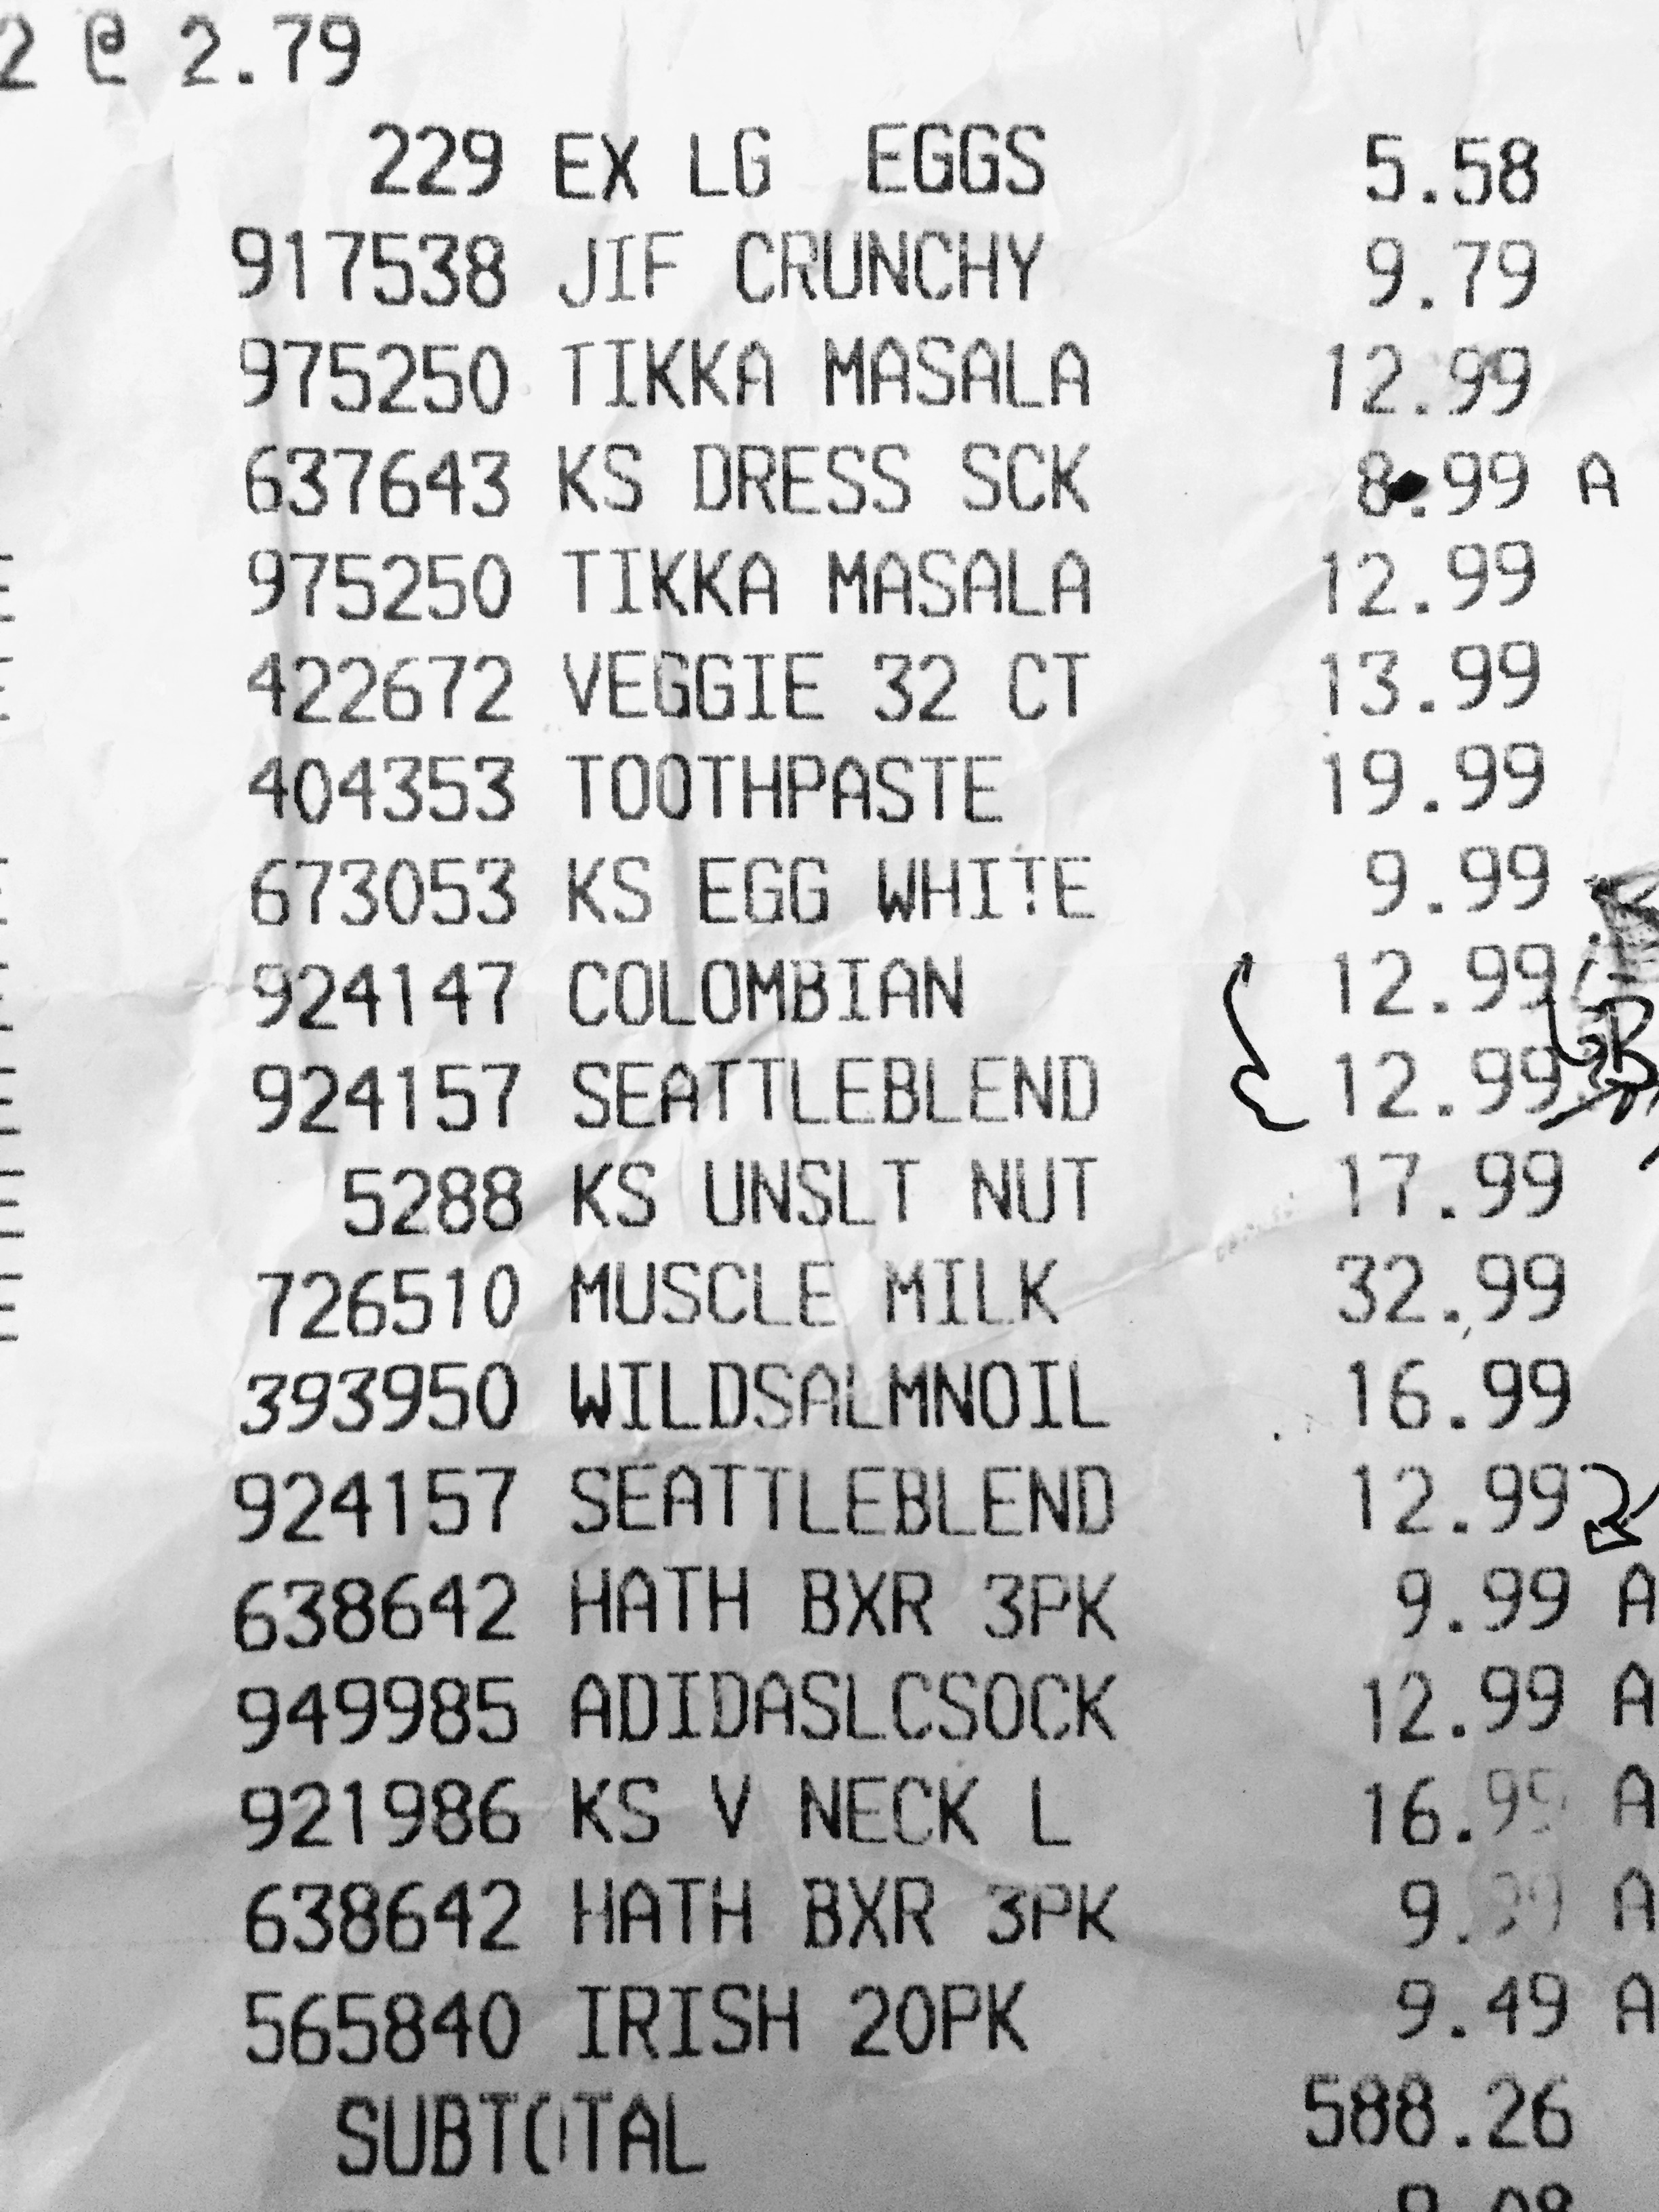 2 @ 2.79
229 EX LG EGGS 5.58
917538 JIF CRUNCHY 9.79
975250 TIKKA MASALA 12.99
637643 KS DRESS SCK 8.99 A
E 975250 TIKKA MASALA 12.99
E 422672 VEGGIE 32 CT 13.99
404353 TOOTHPASTE 19.99
E 673053 KS EGG WHITE 9.99
E 924147 COLOMBIAN 12.99
E 924157 SEATTLEBLEND 12.99
E 5288 KS UNSLT NUT 17.99
E 726510 MUSCLE MILK 32.99
393950 WILDSALMNOIL 16.99
924157 SEATTLEBLEND 12.99
638642 HATH BXR 3PK 9.99 A
949985 ADIDASLCSOCK 12.99 A
921986 KS V NECK L 16.99 A
638642 HATH BXR 3PK 9.99 A
565840 IRISH 20PK 9.49 A
SUBTOTAL 588.26